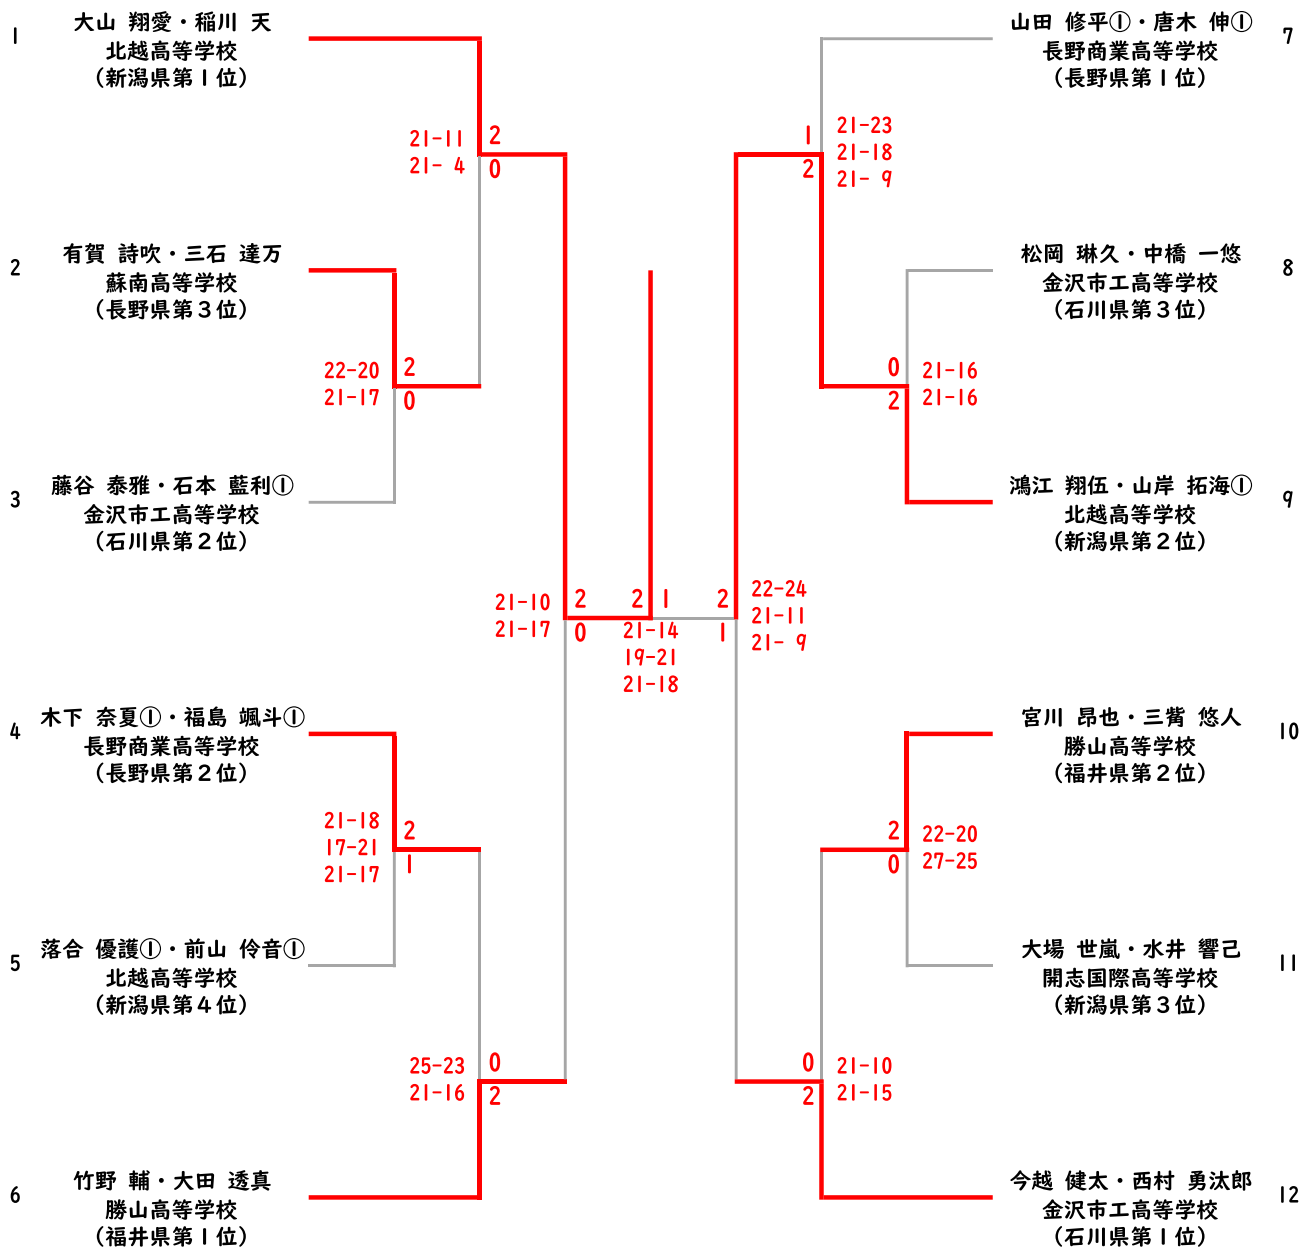 1
大山 翔愛・稲川 天
北越高等学校
（新潟県第１位）
21-11
21- 4
2
0
2
有賀 詩吹・三石 達万
蘇南高等学校
（長野県第３位）
22-20
21-17
2
0
3
藤谷 泰雅・石本 藍利①
金沢市工高等学校
（石川県第２位）
21-10
21-17
2
0
4
木下 奈夏①・福島 颯斗①
長野商業高等学校
（長野県第２位）
21-18
17-21
21-17
2
1
5
落合 優護①・前山 伶音①
北越高等学校
（新潟県第４位）
25-23
21-16
0
2
6
竹野 輔・大田 透真
勝山高等学校
（福井県第１位）
2
1
21-14
19-21
21-18
山田 修平①・唐木 伸①
7
長野商業高等学校
（長野県第１位）
1
2
21-23
21-18
21- 9
松岡 琳久・中橋 一悠
8
金沢市工高等学校
（石川県第３位）
0
2
21-16
21-16
鴻江 翔伍・山岸 拓海①
9
北越高等学校
（新潟県第２位）
2
1
22-24
21-11
21- 9
宮川 昂也・三觜 悠人
10
勝山高等学校
（福井県第２位）
2
0
22-20
27-25
大場 世嵐・水井 響己
11
開志国際高等学校
（新潟県第３位）
0
2
21-10
21-15
今越 健太・西村 勇汰郎
12
金沢市工高等学校
（石川県第１位）